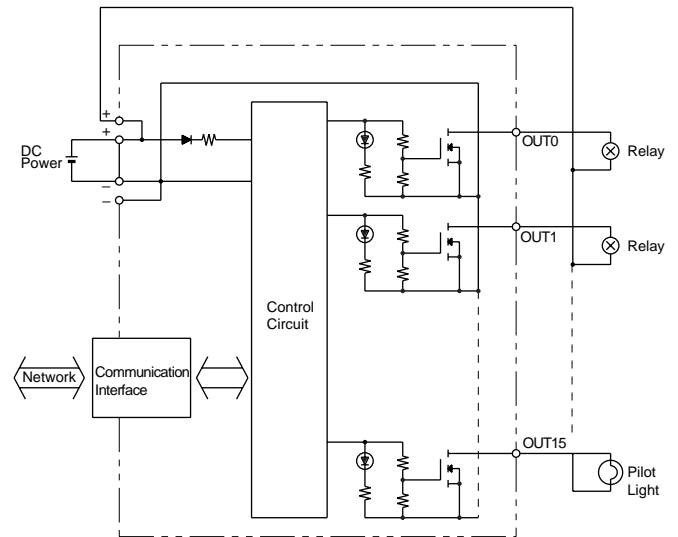 +
+
DC
Power
−
−
OUT0
Relay
OUT1
Relay
Control
Circuit
Network
Communication
Interface
OUT15
Pilot
Light